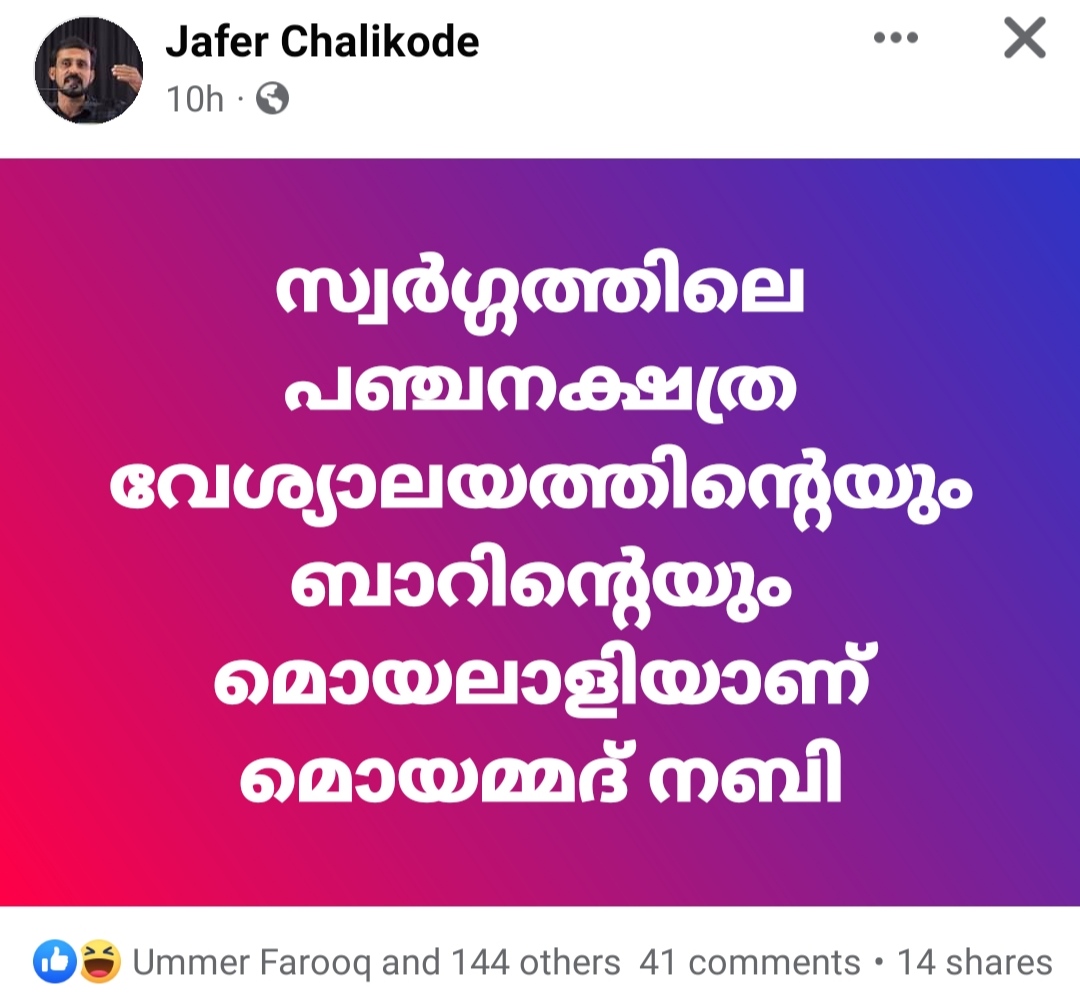 Jafer Chalikode
10h ·
സ്വർഗ്ഗത്തിലെ
പഞ്ചനക്ഷത്ര
വേശ്യാലയത്തിന്റെയും
ബാറിന്റെയും
മൊയലാളിയാണ്
മൊയമ്മദ് നബി
Ummer Farooq and 144 others 41 comments • 14 shares